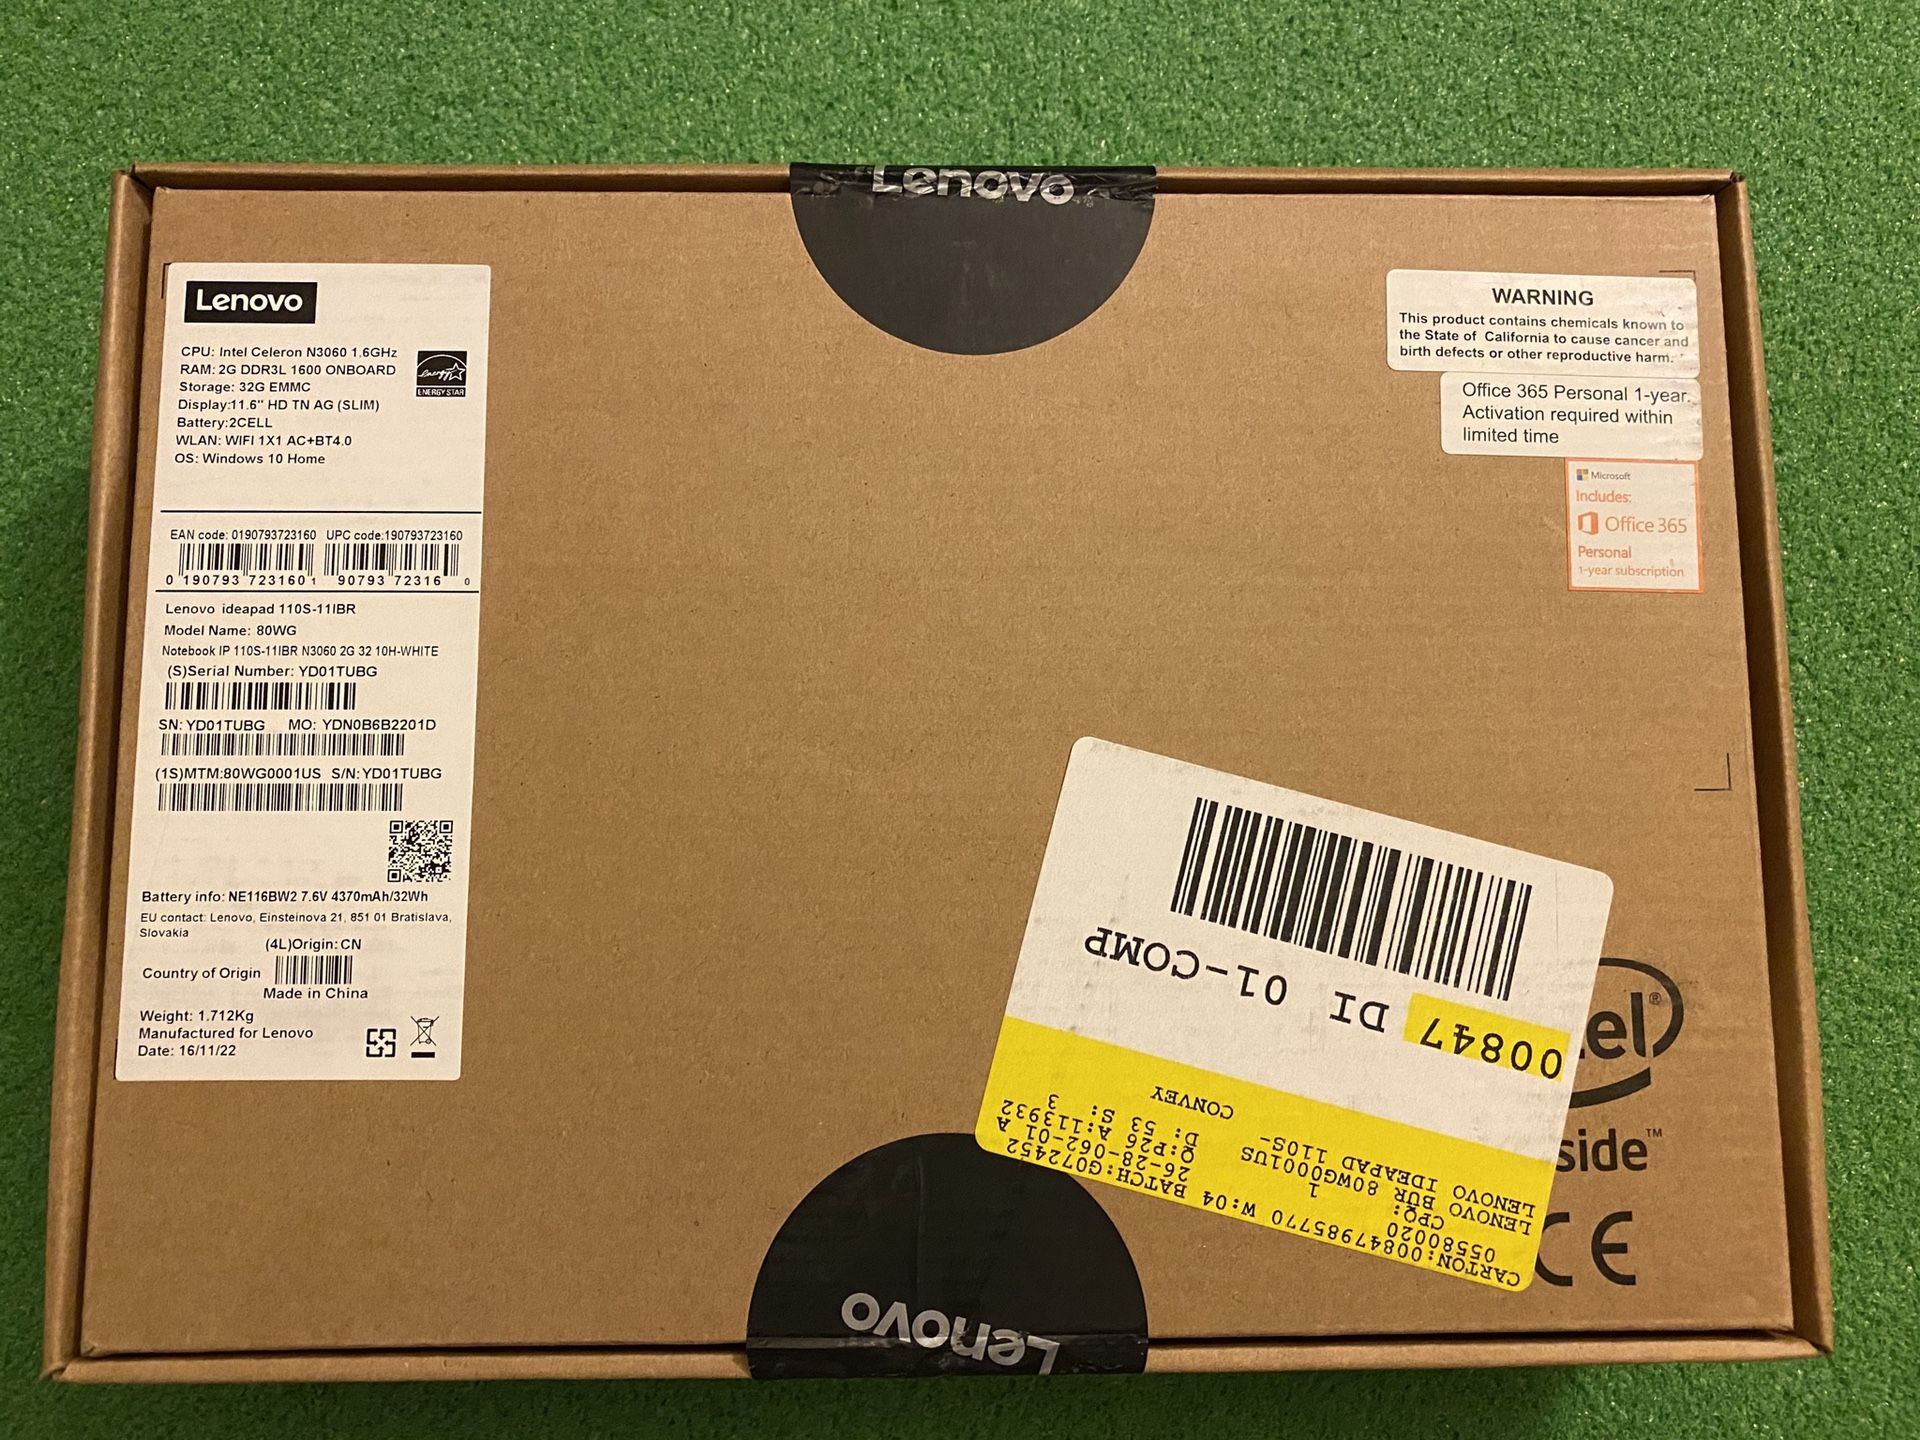 Lenovo
Lenovo
CPU: Intel Celeron N3060 1.6GHz
RAM: 2G DDR3L 1600 ONBOARD
Storage: 32G EMMC
Display:11.6" HD TN AG (SLIM)
Battery:2CELL
WLAN: WIFI 1X1 AC+BT4.0
OS: Windows 10 Home
energy
ENERGY STAR
EAN code: 0190793723160 UPC code:190793723160
0 190793 723160 1 90793 72316 0
Lenovo ideapad 110S-11IBR
Model Name: 80WG
Notebook IP 110S-11IBR N3060 2G 32 10H-WHITE
(S)Serial Number: YD01TUBG
SN: YD01TUBG MO: YDN0B6B2201D
(1S)MTM:80WG0001US S/N:YD01TUBG
Battery info: NE116BW2 7.6V 4370mAh/32Wh
EU contact: Lenovo, Einsteinova 21, 851 01 Bratislava,
Slovakia
(4L)Origin: CN
Country of Origin
Made in China
Weight: 1.712Kg
Manufactured for Lenovo
Date: 16/11/22
WARNING
This product contains chemicals known to
the State of California to cause cancer and
birth defects or other reproductive harm.
Office 365 Personal 1-year.
Activation required within
limited time
Microsoft
Includes:
Office 365
Personal
1-year subscription
CARTON:00847985770 W:04 BATCH:G072452
05580020 1 26-28-062-01 A
CPQ: Q:P26 A:113932
LENOVO BUR 80WG0001US D: 53 S: 3
LENOVO IDEAPAD 110S-
CONVEY
00847 DI 01-COMP
tel®
side™
CE
Lenovo